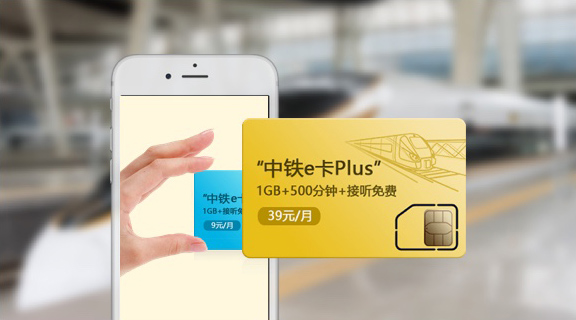 "中铁e卡Plus"
1GB+500分钟+接听免费
39元/月
"中铁e卡
1GB+接听免
9元/月